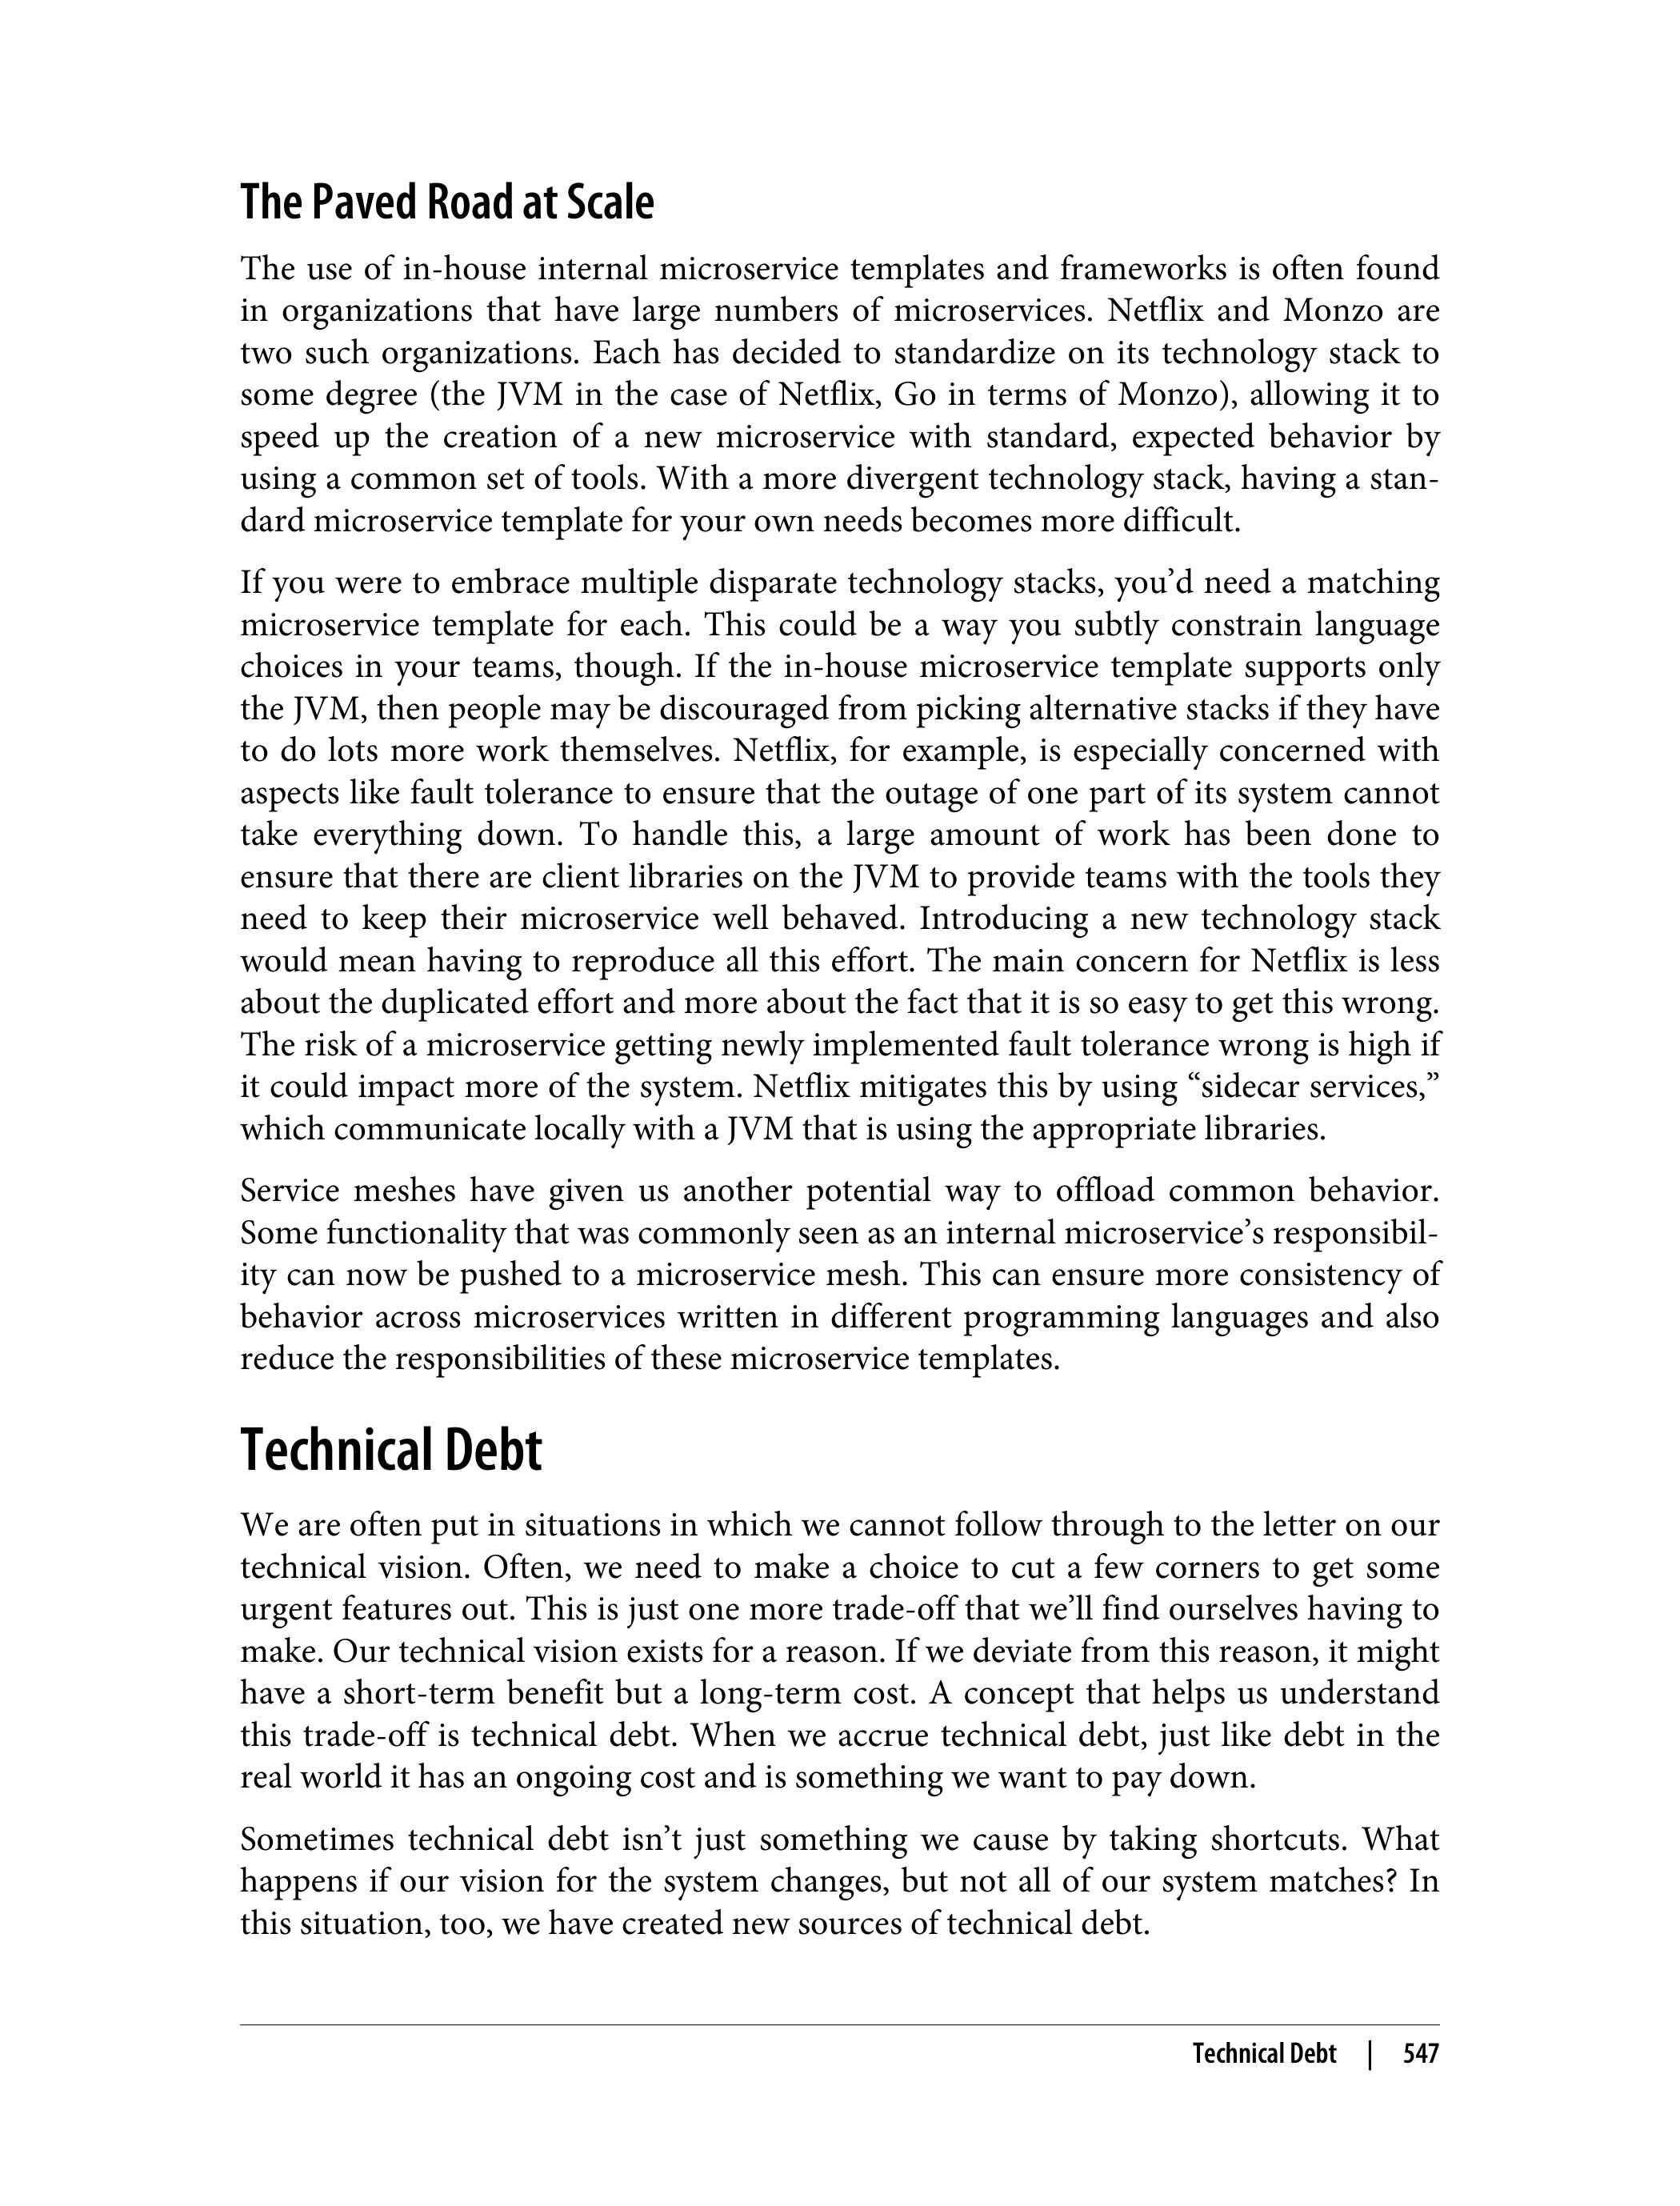 The Paved Road at Scale
The use of in-house internal microservice templates and frameworks is often found
in organizations that have large numbers of microservices. Netflix and Monzo are
two such organizations. Each has decided to standardize on its technology stack to
some degree (the JVM in the case of Netflix, Go in terms of Monzo), allowing it to
speed up the creation of a new microservice with standard, expected behavior by
using a common set of tools. With a more divergent technology stack, having a stan-
dard microservice template for your own needs becomes more difficult.
If you were to embrace multiple disparate technology stacks, you’d need a matching
microservice template for each. This could be a way you subtly constrain language
choices in your teams, though. If the in-house microservice template supports only
the JVM, then people may be discouraged from picking alternative stacks if they have
to do lots more work themselves. Netflix, for example, is especially concerned with
aspects like fault tolerance to ensure that the outage of one part of its system cannot
take everything down. To handle this, a large amount of work has been done to
ensure that there are client libraries on the JVM to provide teams with the tools they
need to keep their microservice well behaved. Introducing a new technology stack
would mean having to reproduce all this effort. The main concern for Netflix is less
about the duplicated effort and more about the fact that it is so easy to get this wrong.
The risk of a microservice getting newly implemented fault tolerance wrong is high if
it could impact more of the system. Netflix mitigates this by using “sidecar services,”
which communicate locally with a JVM that is using the appropriate libraries.
Service meshes have given us another potential way to offload common behavior.
Some functionality that was commonly seen as an internal microservice’s responsibil-
ity can now be pushed to a microservice mesh. This can ensure more consistency of
behavior across microservices written in different programming languages and also
reduce the responsibilities of these microservice templates.
Technical Debt
We are often put in situations in which we cannot follow through to the letter on our
technical vision. Often, we need to make a choice to cut a few corners to get some
urgent features out. This is just one more trade-off that we’ll find ourselves having to
make. Our technical vision exists for a reason. If we deviate from this reason, it might
have a short-term benefit but a long-term cost. A concept that helps us understand
this trade-off is technical debt. When we accrue technical debt, just like debt in the
real world it has an ongoing cost and is something we want to pay down.
Sometimes technical debt isn’t just something we cause by taking shortcuts. What
happens if our vision for the system changes, but not all of our system matches? In
this situation, too, we have created new sources of technical debt.
Technical Debt | 547